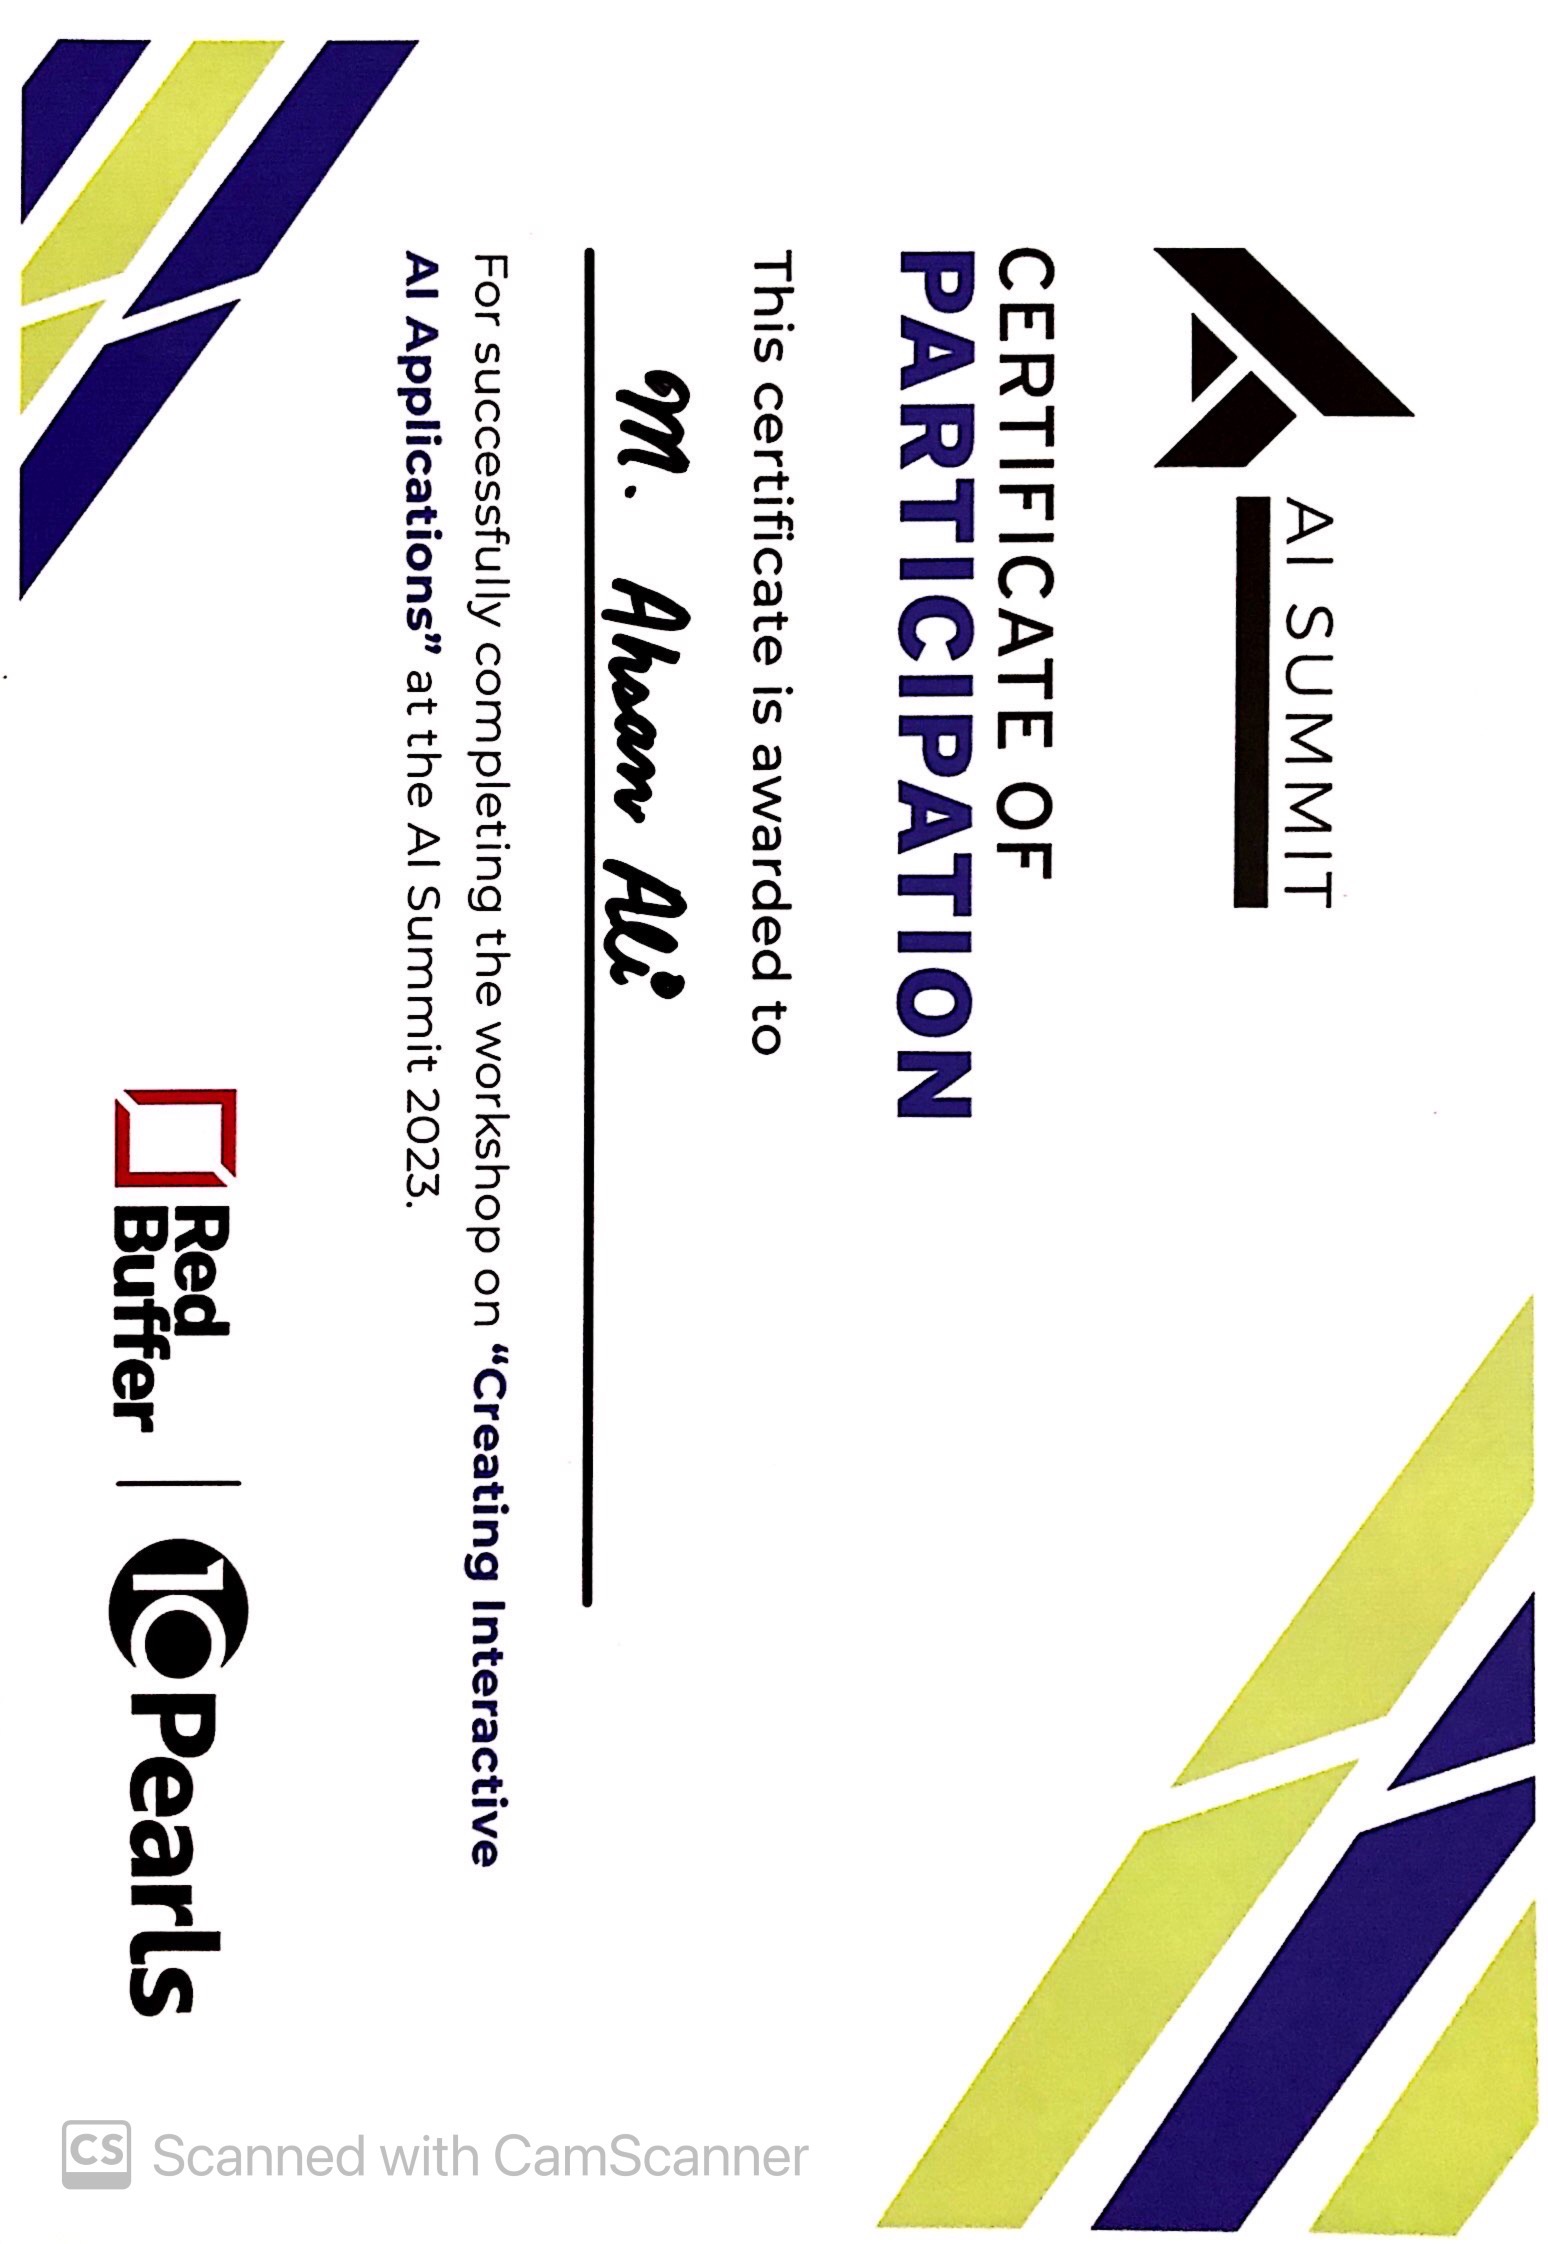 AI SUMMIT
CERTIFICATE OF
PARTICIPATION
This certificate is awarded to
M. Ahsan Ali
For successfully completing the workshop on “Creating Interactive
AI Applications” at the AI Summit 2023.
Red
Buffer
10Pearls
CS Scanned with CamScanner